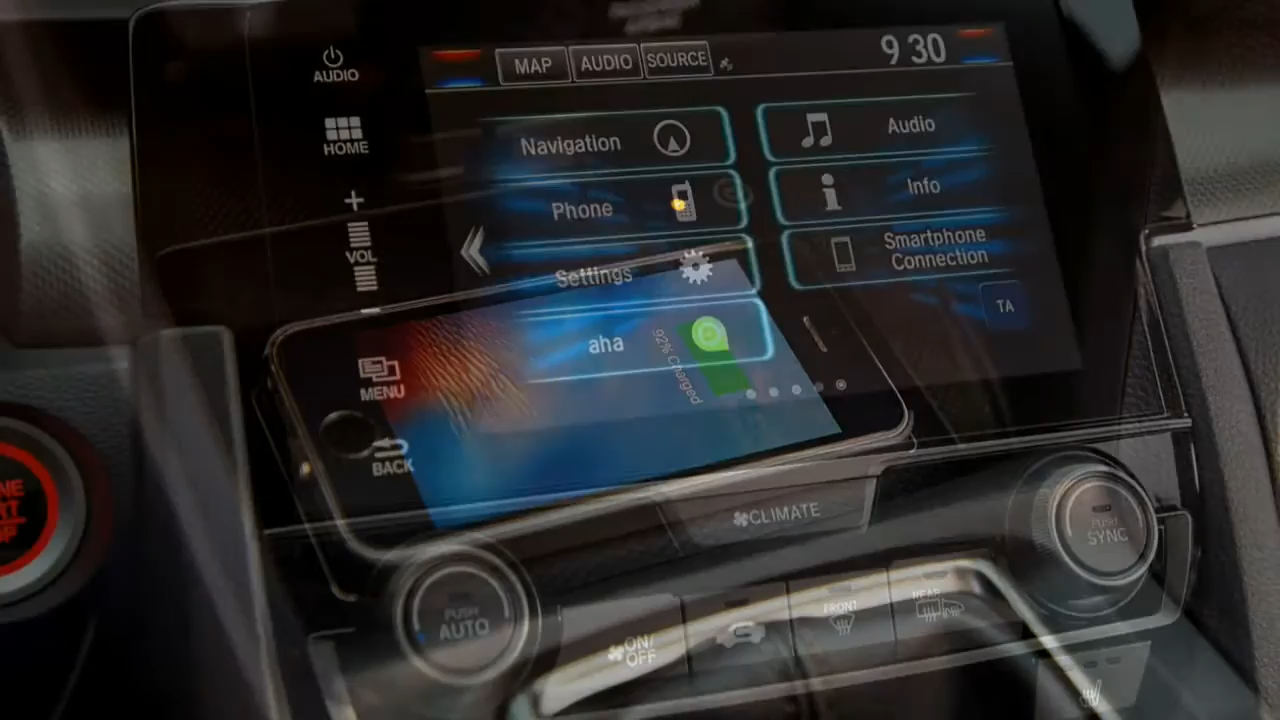 AUDIO
HOME
VOL
MENU
BACK
MAP AUDIO SOURCE
9 30
Navigation
Audio
Phone
Info
Settings
Smartphone
Connection
aha
TA
92% Charged
CLIMATE
PUSH
AUTO
ON/
OFF
FRONT
REAR
PUSH
SYNC